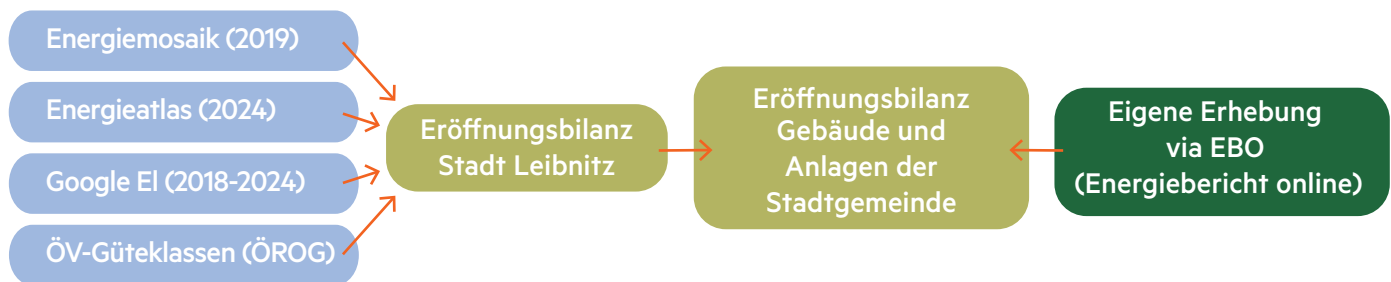 Energiemosaik (2019)
Energieatlas (2024)
Google EI (2018-2024)
ÖV-Güteklassen (ÖROG)
Eröffnungsbilanz
Stadt Leibnitz
Eröffnungsbilanz
Gebäude und
Anlagen der
Stadtgemeinde
Eigene Erhebung
via EBO
(Energiebericht online)